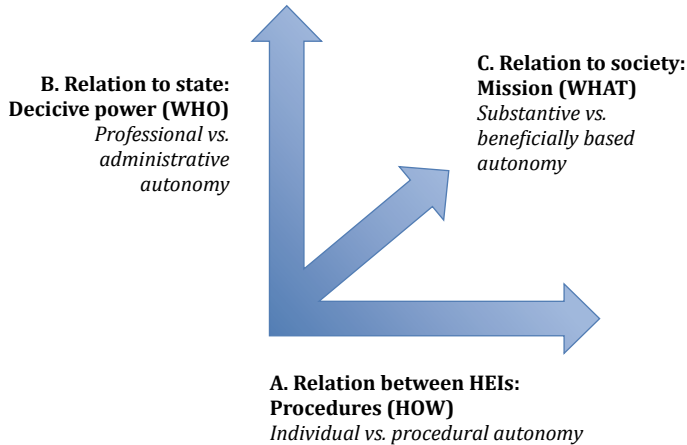 B. Relation to state:
Decicive power (WHO)
Professional vs.
administrative
autonomy
C. Relation to society:
Mission (WHAT)
Substantive vs.
beneficially based
autonomy
A. Relation between HEIs:
Procedures (HOW)
Individual vs. procedural autonomy